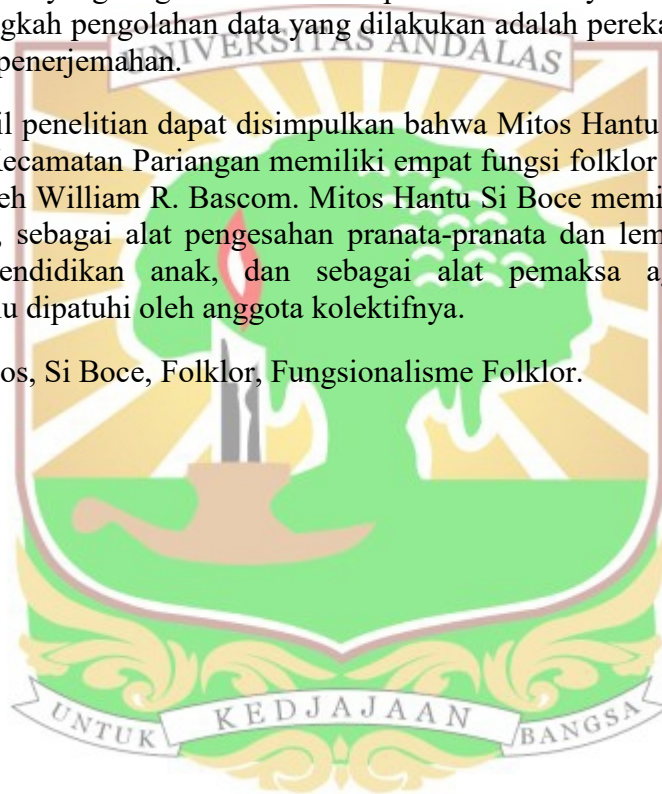 gkah pengolahan data yang dilakukan adalah pereka
UNIVERSITAS ANDALAS
penerjemahan.
il penelitian dapat disimpulkan bahwa Mitos Hantu
ecamatan Pariangan memiliki empat fungsi folklor
eh William R. Bascom. Mitos Hantu Si Boce memi
, sebagai alat pengesahan pranata-pranata dan lem
endidikan anak, dan sebagai alat pemaksa a
u dipatuhi oleh anggota kolektifnya.
os, Si Boce, Folklor, Fungsionalisme Folklor.
UNTUK KEDJAJAAN BANGSA